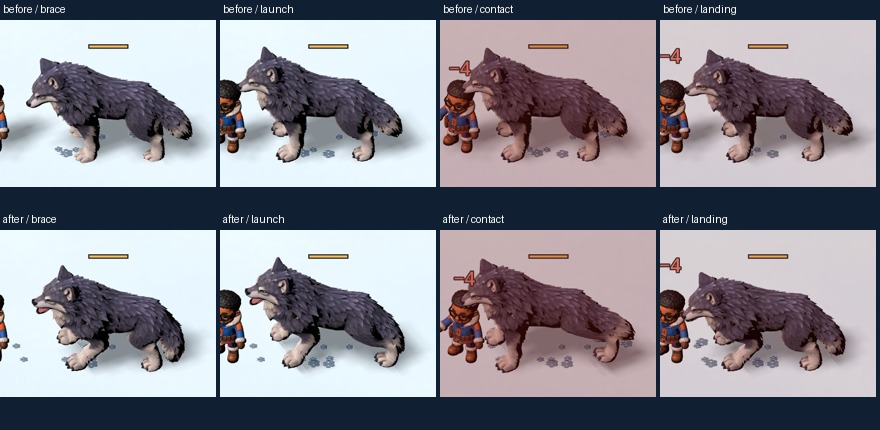 before / brace
before / launch
before / contact
before / landing
-4
-4
after / brace
after / launch
after / contact
after / landing
-4
-4